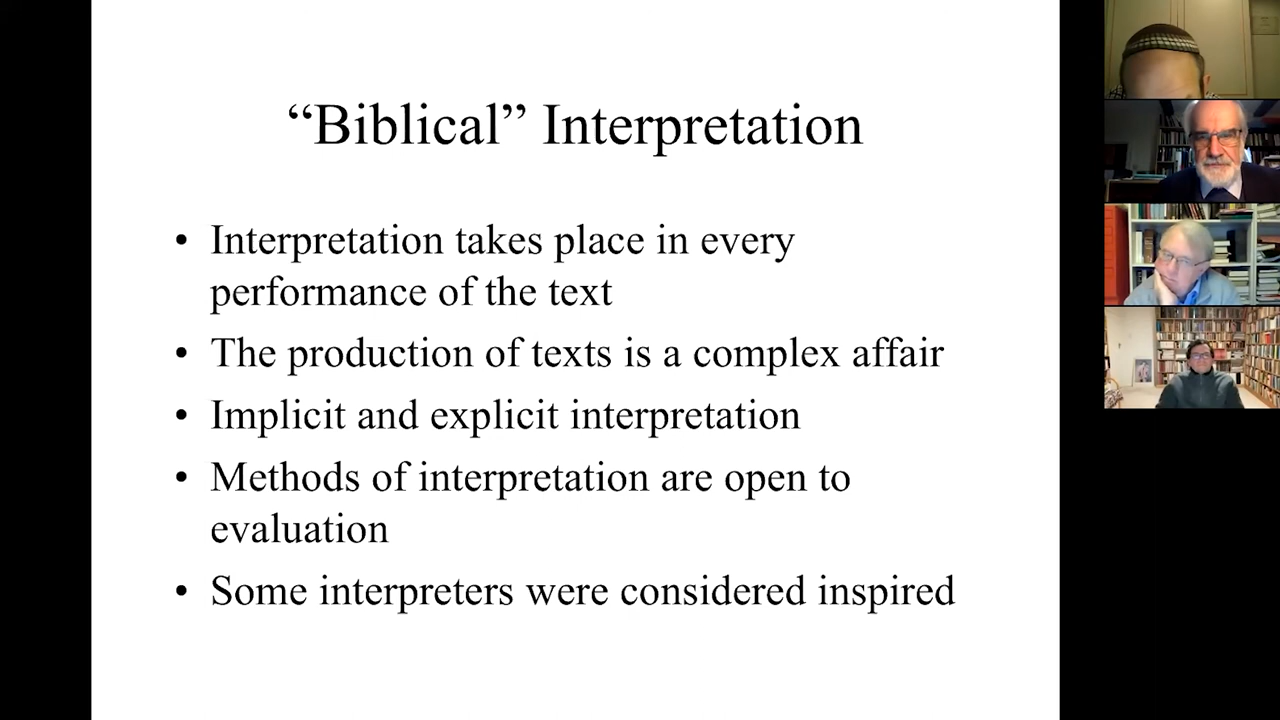 “Biblical” Interpretation
• Interpretation takes place in every
performance of the text
• The production of texts is a complex affair
• Implicit and explicit interpretation
• Methods of interpretation are open to
evaluation
• Some interpreters were considered inspired